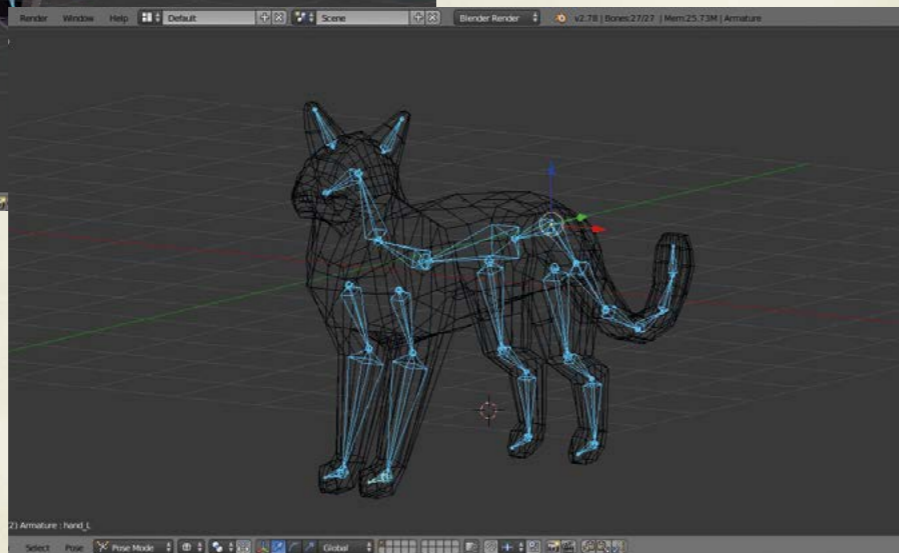 Render Window Help Default Scene Blender Render v2.78 | Bones:27/27 | Mem:25.73M | Armature
2) Armature : hand_L
Select Pose Pose Mode Global